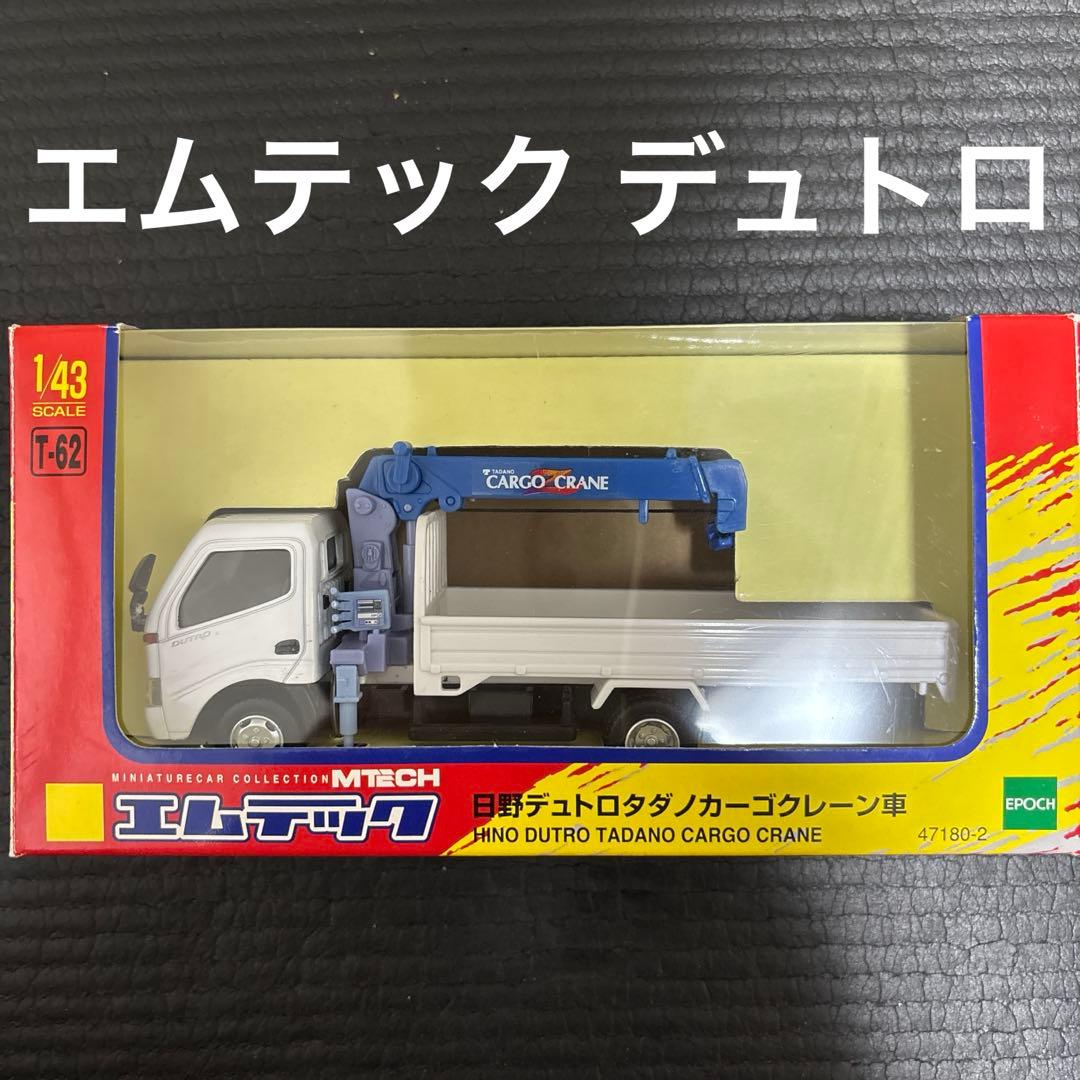 エムテック デュトロ
1/43
SCALE
T-62
TADANO
CARGO CRANE
DUTRO
MINIATURECAR COLLECTION MTECH
エムテック
日野デュトロタダノカーゴクレーン車
HINO DUTRO TADANO CARGO CRANE
47180-2
EPOCH